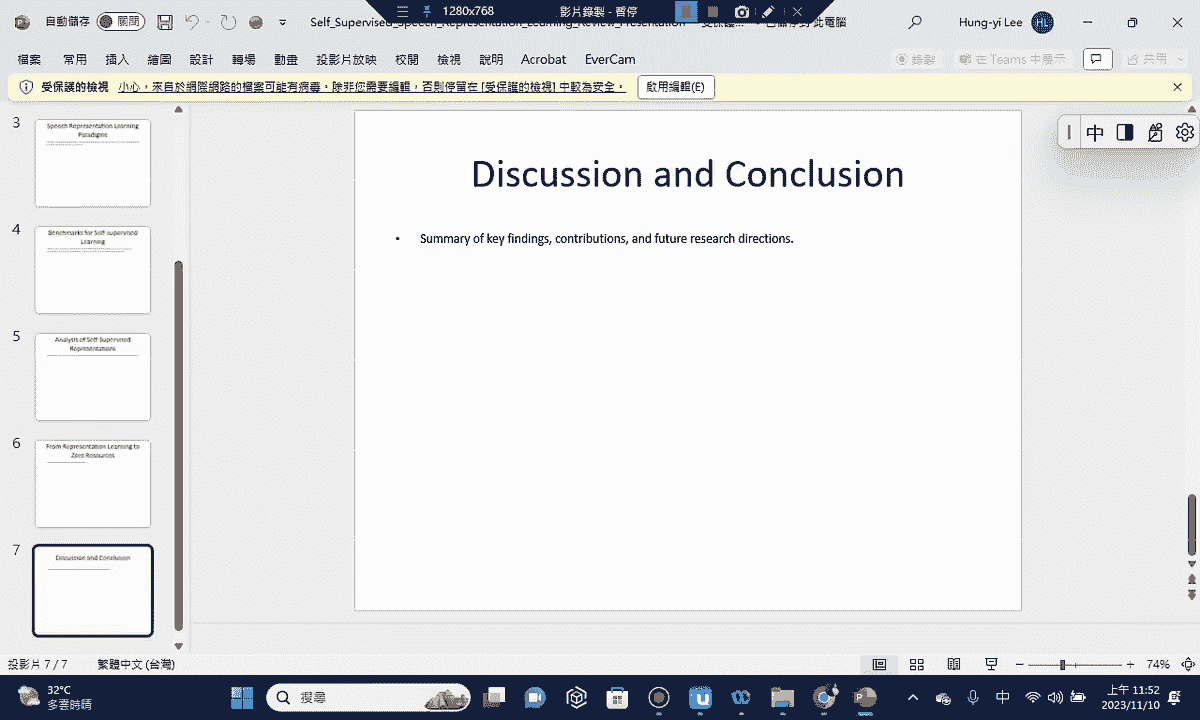 自動儲存 關閉
1280x768 影片錄製 - 暫停
Hung-yi Lee HL
檔案 常用 插入 繪圖 設計 轉場 動畫 投影片放映 校閱 檢視 說明 Acrobat EverCam 錄製 在 Teams 中展示 共用
受保護的檢視 小心，來自於網際網路的檔案可能有病毒。除非您需要編輯，否則停留在 [受保護的檢視] 中較為安全。 啟用編輯(E)
中
3
Speech Representation Learning
Paradigms
4
Benchmarks for Self-supervised
Learning
5
Analysis of Self-Supervised
Representations
6
From Representation Learning to
Zero Resources
7
Discussion and Conclusion
Discussion and Conclusion
• Summary of key findings, contributions, and future research directions.
投影片 7 / 7 繁體中文 (台灣) 74%
32°C
多雲時晴
搜尋
中
上午 11:52
2023/11/10